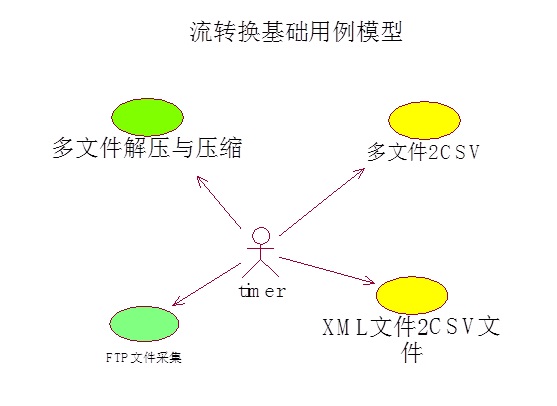 流转换基础用例模型
多文件解压与压缩
多文件2CSV
timer
XML文件2CSV文
件
FTP文件采集